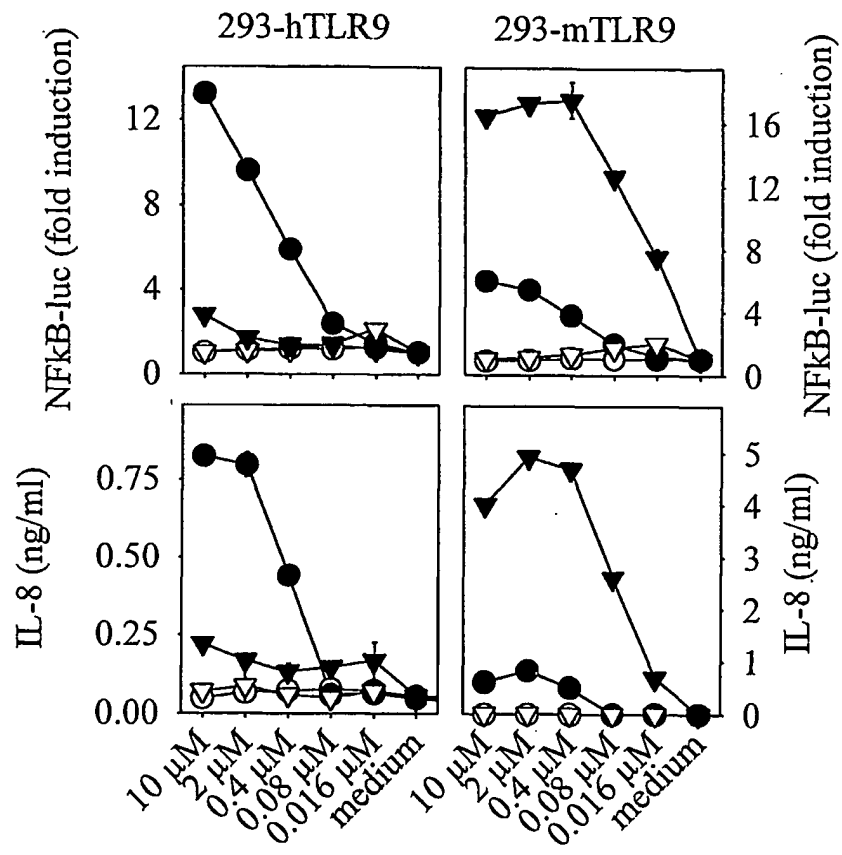 293-hTLR9
293-mTLR9
NFkB-luc (fold induction)
12
8
4
0
16
12
8
4
0
NFkB-luc (fold induction)
IL-8 (ng/ml)
0.75
0.50
0.25
0.00
5
4
3
2
1
0
IL-8 (ng/ml)
10 µM
2 µM
0.4 µM
0.08 µM
0.016 µM
medium
10 µM
2 µM
0.4 µM
0.08 µM
0.016 µM
medium